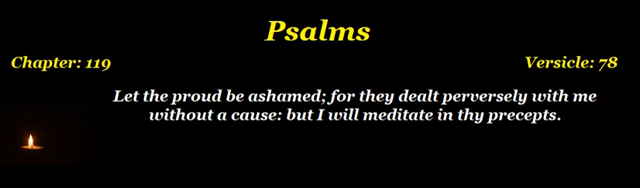 Psalms
Chapter: 119
Versicle: 78
Let the proud be ashamed; for they dealt perversely with me
without a cause: but I will meditate in thy precepts.